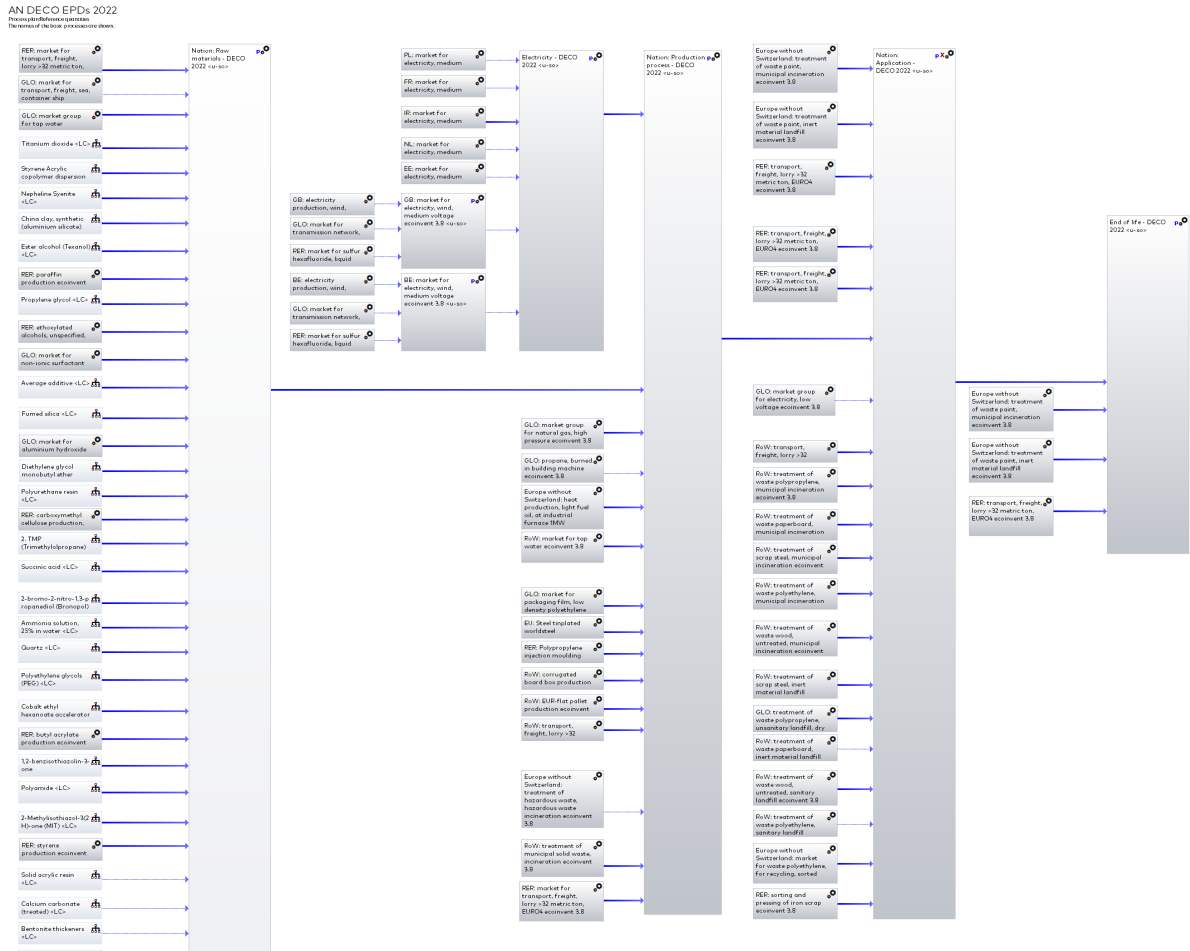 AN DECO EPDs 2022
Process plan:Reference quantities
The names of the basic processes are shown.
RER: market for
transport, freight,
lorry >32 metric ton,
GLO: market for
transport, freight, sea,
container ship
GLO: market group
for tap water
Titanium dioxide <LC>
Styrene Acrylic
copolymer dispersion
Nepheline Syenite
<LC>
China clay, synthetic
(aluminium silicate)
Ester alcohol (Texanol)
<LC>
RER: paraffin
production ecoinvent
Propylene glycol <LC>
RER: ethoxylated
alcohols, unspecified,
GLO: market for
non-ionic surfactant
Average additive <LC>
Fumed silica <LC>
GLO: market for
aluminium hydroxide
Diethylene glycol
monobutyl ether
Polyurethane resin
<LC>
RER: carboxymethyl
cellulose production,
2. TMP
(Trimethylolpropane)
Succinic acid <LC>
2-bromo-2-nitro-1,3-p
ropanediol (Bronopol)
Ammonia solution,
25% in water <LC>
Quartz <LC>
Polyethylene glycols
(PEG) <LC>
Cobalt ethyl
hexanoate accelerator
RER: butyl acrylate
production ecoinvent
1,2-benzisothiazolin-3-
one
Polyamide <LC>
2-Methylisothiazol-3(2
H)-one (MIT) <LC>
RER: styrene
production ecoinvent
Solid acrylic resin
<LC>
Calcium carbonate
(treated) <LC>
Bentonite thickeners
<LC>
Nation: Raw
materials - DECO
2022 <u-so>
PL: market for
electricity, medium
FR: market for
electricity, medium
IR: market for
electricity, medium
NL: market for
electricity, medium
EE: market for
electricity, medium
GB: electricity
production, wind,
GLO: market for
transmission network,
RER: market for sulfur
hexafluoride, liquid
BE: electricity
production, wind,
GLO: market for
transmission network,
RER: market for sulfur
hexafluoride, liquid
GB: market for
electricity, wind,
medium voltage
ecoinvent 3.8 <u-so>
BE: market for
electricity, wind,
medium voltage
ecoinvent 3.8 <u-so>
Electricity - DECO
2022 <u-so>
GLO: market group
for natural gas, high
pressure ecoinvent 3.8
GLO: propane, burned
in building machine
ecoinvent 3.8
Europe without
Switzerland: heat
production, light fuel
oil, at industrial
furnace 1MW
RoW: market for tap
water ecoinvent 3.8
GLO: market for
packaging film, low
density polyethylene
EU: Steel tinplated
worldsteel
RER: Polypropylene
injection moulding
RoW: corrugated
board box production
RoW: EUR-flat pallet
production ecoinvent
RoW: transport,
freight, lorry >32
Europe without
Switzerland:
treatment of
hazardous waste,
hazardous waste
incineration ecoinvent
3.8
RoW: treatment of
municipal solid waste,
incineration ecoinvent
3.8
RER: market for
transport, freight,
lorry >32 metric ton,
EURO4 ecoinvent 3.8
Nation: Production
process - DECO
2022 <u-so>
Europe without
Switzerland: treatment
of waste paint,
municipal incineration
ecoinvent 3.8
Europe without
Switzerland: treatment
of waste paint, inert
material landfill
ecoinvent 3.8
RER: transport,
freight, lorry >32
metric ton, EURO4
ecoinvent 3.8
RER: transport, freight,
lorry >32 metric ton,
EURO4 ecoinvent 3.8
RER: transport, freight,
lorry >32 metric ton,
EURO4 ecoinvent 3.8
GLO: market group
for electricity, low
voltage ecoinvent 3.8
RoW: transport,
freight, lorry >32
RoW: treatment of
waste polypropylene,
municipal incineration
ecoinvent 3.8
RoW: treatment of
waste paperboard,
municipal incineration
RoW: treatment of
scrap steel, municipal
incineration ecoinvent
RoW: treatment of
waste polyethylene,
municipal incineration
RoW: treatment of
waste wood,
untreated, municipal
incineration ecoinvent
RoW: treatment of
scrap steel, inert
material landfill
GLO: treatment of
waste polypropylene,
unsanitary landfill, dry
RoW: treatment of
waste paperboard,
inert material landfill
RoW: treatment of
waste wood,
untreated, sanitary
landfill ecoinvent 3.8
RoW: treatment of
waste polyethylene,
sanitary landfill
Europe without
Switzerland: market
for waste polyethylene,
for recycling, sorted
RER: sorting and
pressing of iron scrap
ecoinvent 3.8
Nation:
Application -
DECO 2022 <u-so>
Europe without
Switzerland: treatment
of waste paint,
municipal incineration
ecoinvent 3.8
Europe without
Switzerland: treatment
of waste paint, inert
material landfill
ecoinvent 3.8
RER: transport, freight,
lorry >32 metric ton,
EURO4 ecoinvent 3.8
End of life - DECO
2022 <u-so>